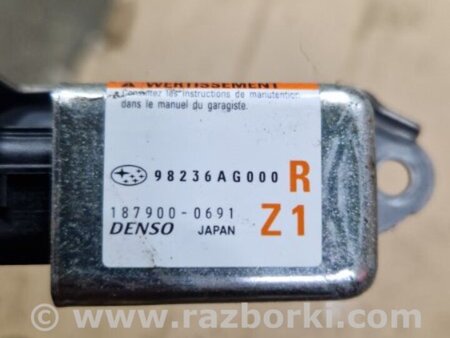 AVERTISSEMENT
Consultez les instructions de manutention
dans le manuel du garagiste.
98236AG000 R
187900-0691 Z1
DENSO JAPAN
© www.razborki.com/